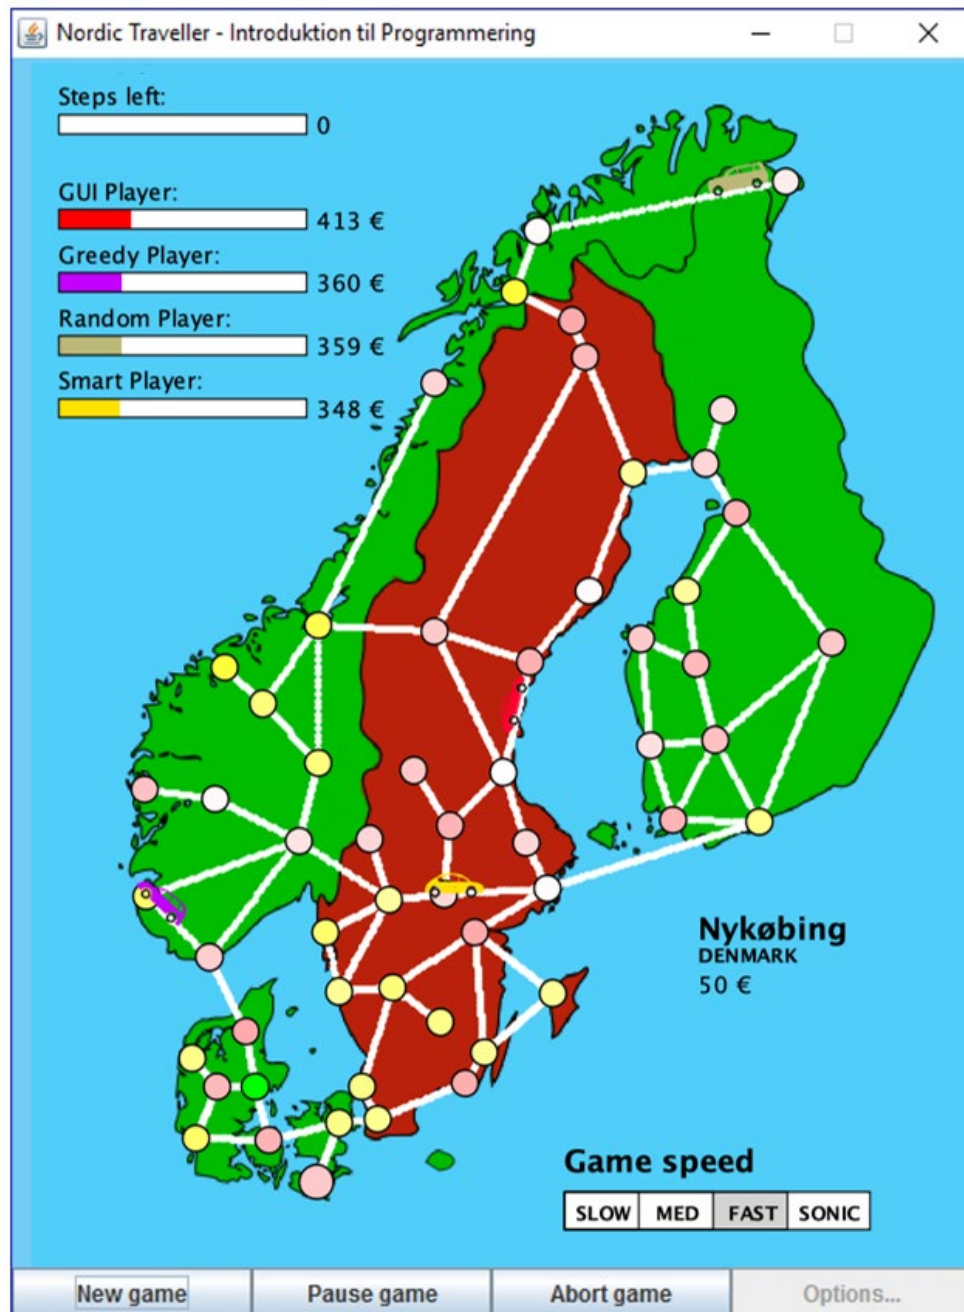 Nordic Traveller - Introduktion til Programmering
Steps left:
0
GUI Player:
413 €
Greedy Player:
360 €
Random Player:
359 €
Smart Player:
348 €
Nykøbing
DENMARK
50 €
Game speed
SLOW MED FAST SONIC
New game Pause game Abort game Options...